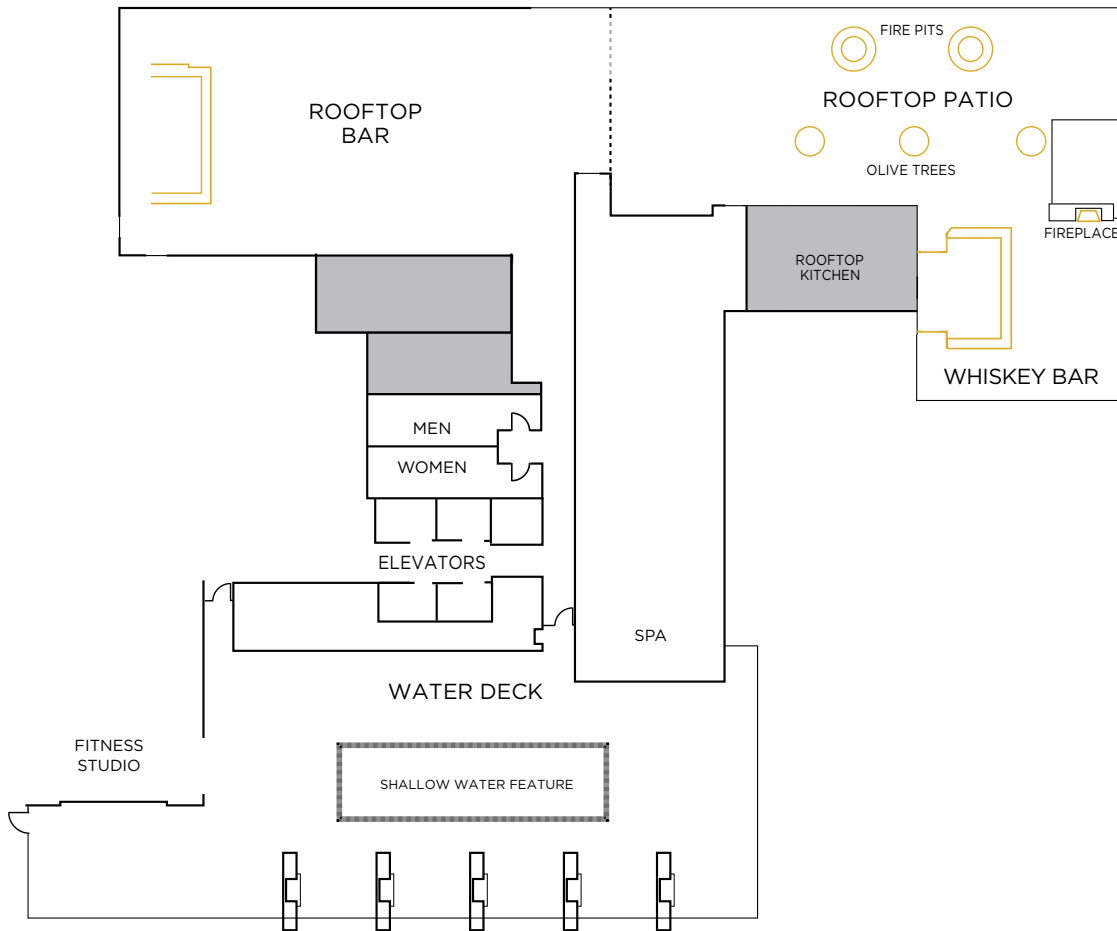 FIRE PITS
ROOFTOP PATIO
ROOFTOP
BAR
OLIVE TREES
FIREPLACE
ROOFTOP
KITCHEN
WHISKEY BAR
MEN
WOMEN
ELEVATORS
SPA
WATER DECK
FITNESS
STUDIO
SHALLOW WATER FEATURE